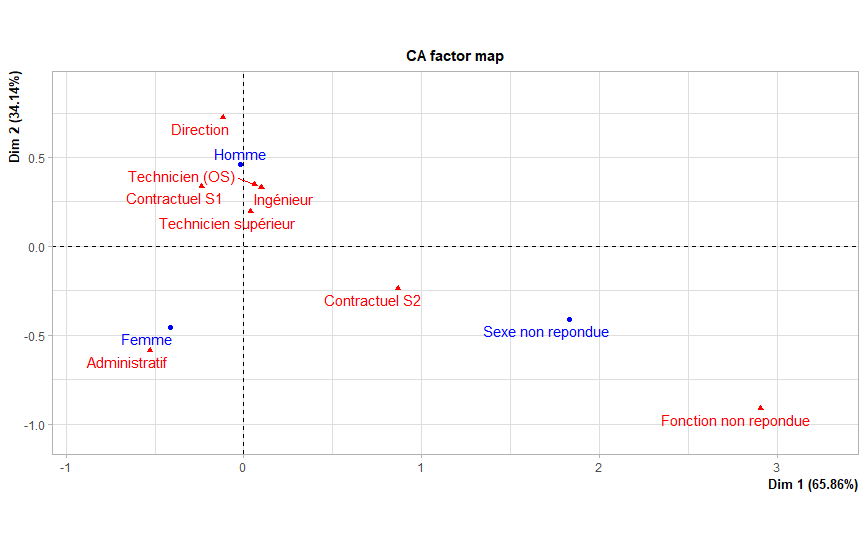 CA factor map
Dim 2 (34.14%)
Direction
Homme
Technicien (OS)
Contractuel S1
Ingénieur
Technicien supérieur
Contractuel S2
Femme
Sexe non repondue
Administratif
Fonction non repondue
0.5
0.0
-0.5
-1.0
-1
0
1
2
3
Dim 1 (65.86%)